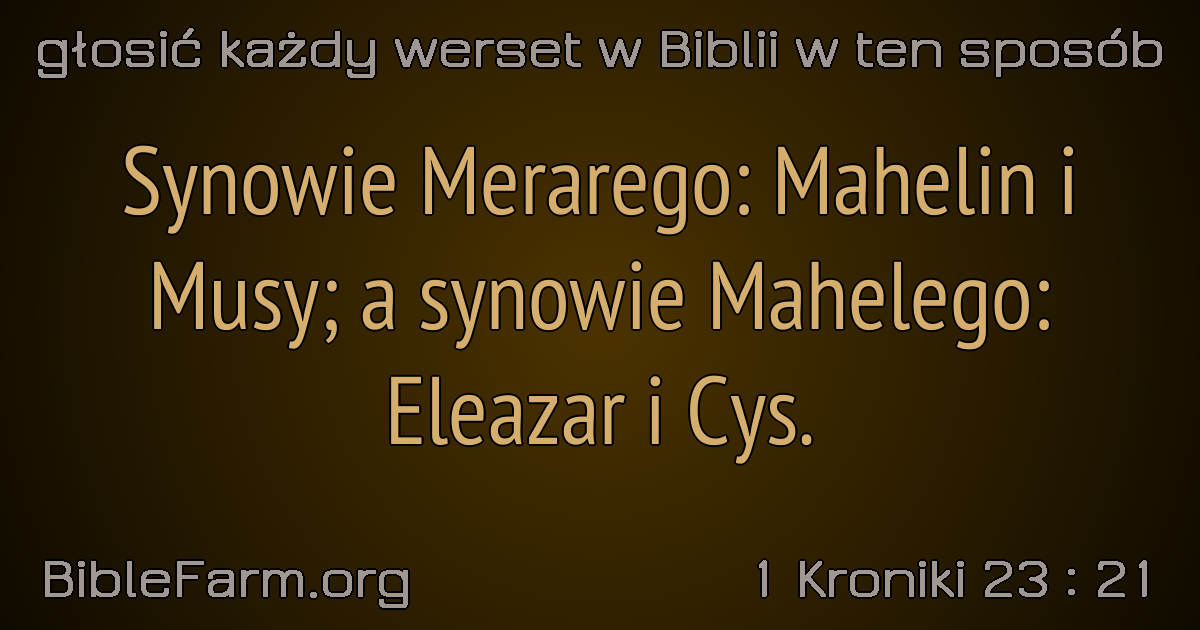 głosić każdy werset w Biblii w ten sposób
Synowie Merarego: Mahelin i
Musy; a synowie Mahelego:
Eleazar i Cys.
BibleFarm.org
1 Kroniki 23 : 21